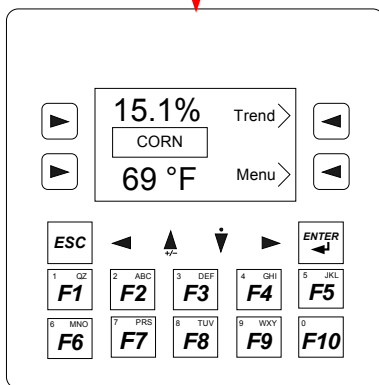 15.1% Trend
CORN
69 °F Menu
ESC +/– ENTER
1 QZ 2 ABC 3 DEF 4 GHI 5 JKL
F1 F2 F3 F4 F5
6 MNO 7 PRS 8 TUV 9 WXY 0
F6 F7 F8 F9 F10